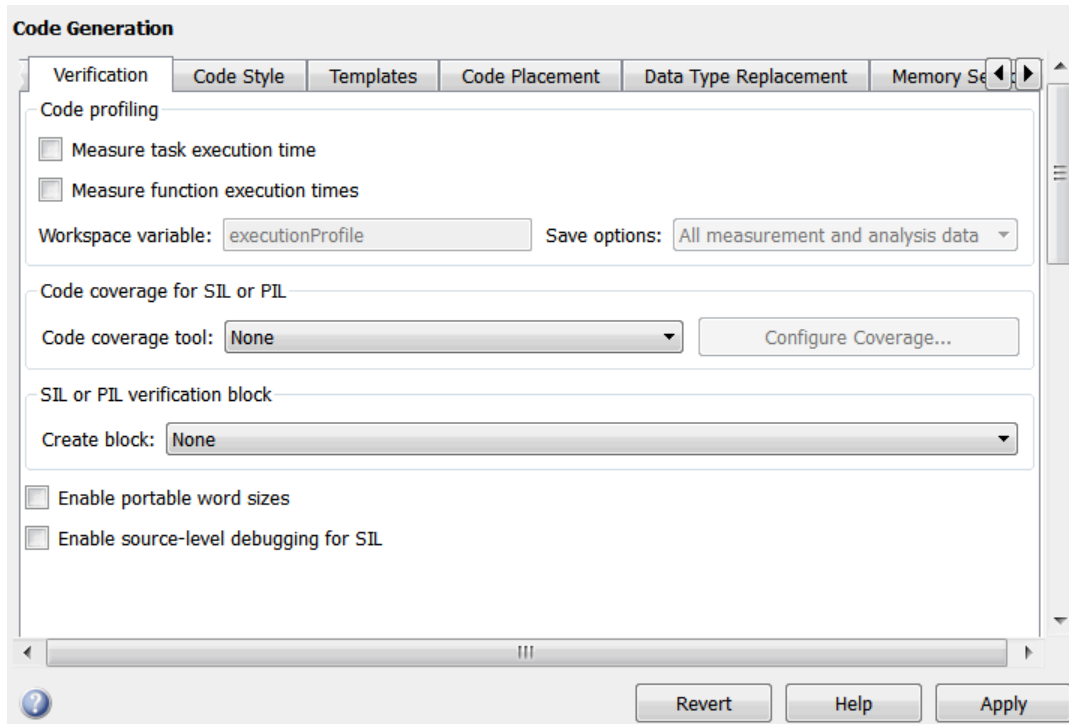 Code Generation
Verification Code Style Templates Code Placement Data Type Replacement Memory
Code profiling
Measure task execution time
Measure function execution times
Workspace variable: executionProfile Save options: All measurement and analysis data
Code coverage for SIL or PIL
Code coverage tool: None Configure Coverage...
SIL or PIL verification block
Create block: None
Enable portable word sizes
Enable source-level debugging for SIL
? Revert Help Apply